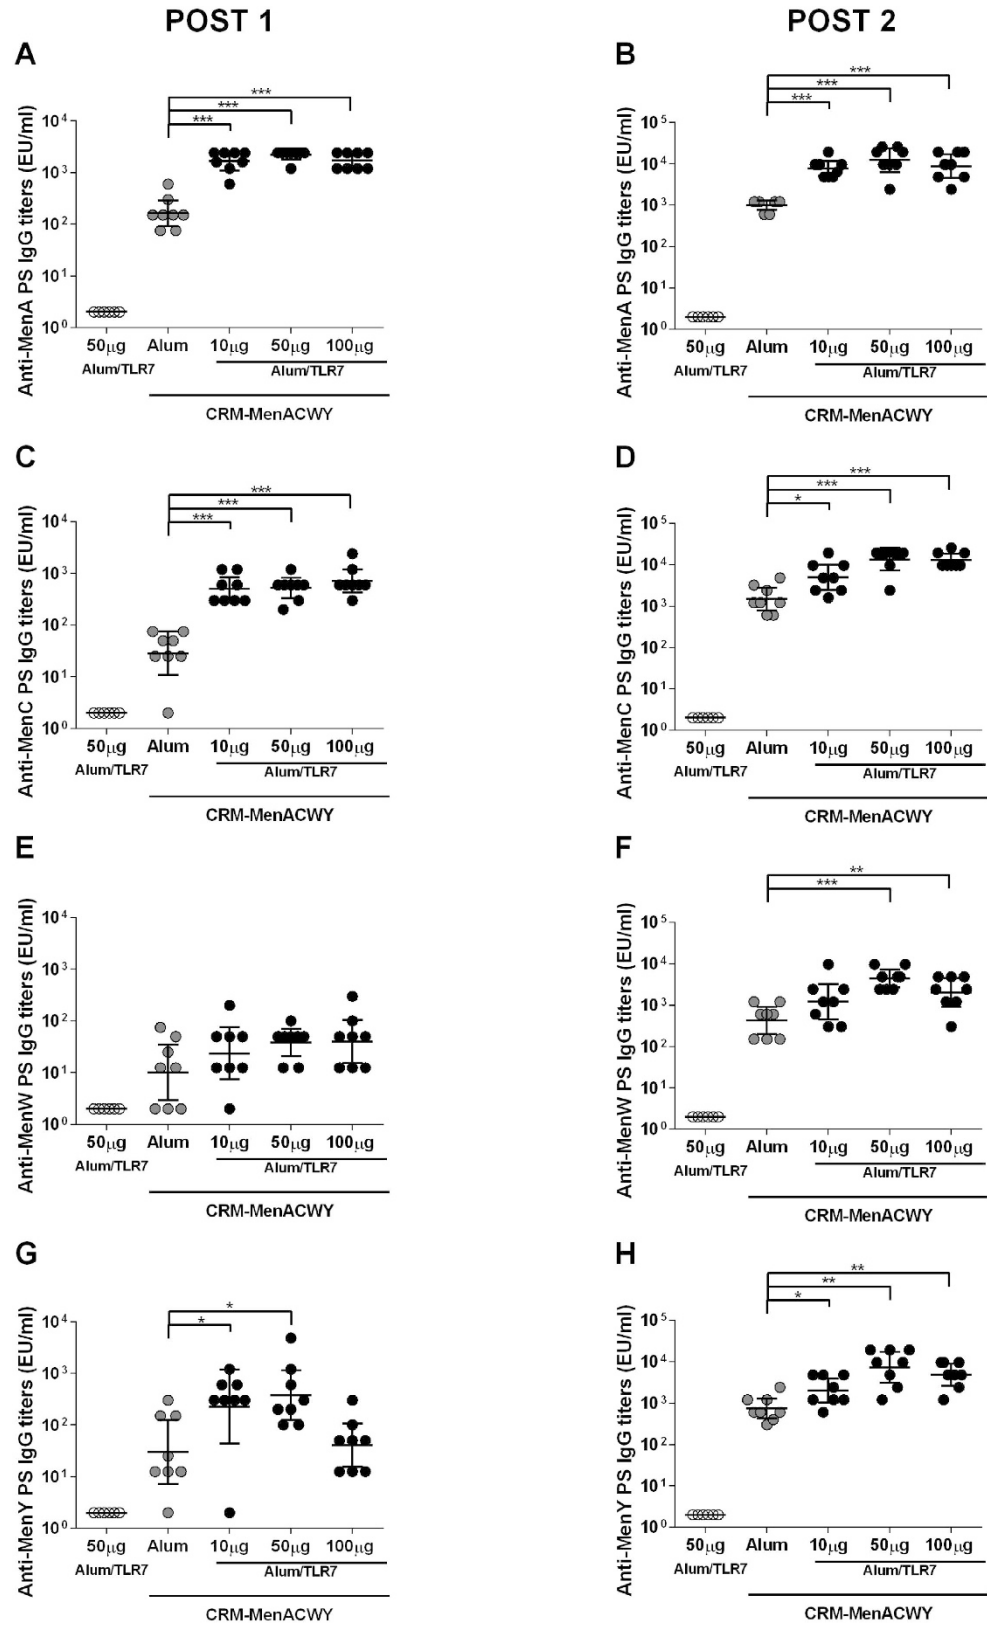 POST 1
POST 2
A
Anti-MenA PS IgG titers (EU/ml)
***
***
***
10⁴
10³
10²
10¹
10⁰
50µg Alum 10µg 50µg 100µg
Alum/TLR7 Alum/TLR7
CRM-MenACWY
B
Anti-MenA PS IgG titers (EU/ml)
***
***
***
10⁵
10⁴
10³
10²
10¹
10⁰
50µg Alum 10µg 50µg 100µg
Alum/TLR7 Alum/TLR7
CRM-MenACWY
C
Anti-MenC PS IgG titers (EU/ml)
***
***
***
10⁴
10³
10²
10¹
10⁰
50µg Alum 10µg 50µg 100µg
Alum/TLR7 Alum/TLR7
CRM-MenACWY
D
Anti-MenC PS IgG titers (EU/ml)
***
***
*
10⁵
10⁴
10³
10²
10¹
10⁰
50µg Alum 10µg 50µg 100µg
Alum/TLR7 Alum/TLR7
CRM-MenACWY
E
Anti-MenW PS IgG titers (EU/ml)
10⁴
10³
10²
10¹
10⁰
50µg Alum 10µg 50µg 100µg
Alum/TLR7 Alum/TLR7
CRM-MenACWY
F
Anti-MenW PS IgG titers (EU/ml)
**
***
10⁵
10⁴
10³
10²
10¹
10⁰
50µg Alum 10µg 50µg 100µg
Alum/TLR7 Alum/TLR7
CRM-MenACWY
G
Anti-MenY PS IgG titers (EU/ml)
*
*
10⁴
10³
10²
10¹
10⁰
50µg Alum 10µg 50µg 100µg
Alum/TLR7 Alum/TLR7
CRM-MenACWY
H
Anti-MenY PS IgG titers (EU/ml)
**
**
*
10⁵
10⁴
10³
10²
10¹
10⁰
50µg Alum 10µg 50µg 100µg
Alum/TLR7 Alum/TLR7
CRM-MenACWY